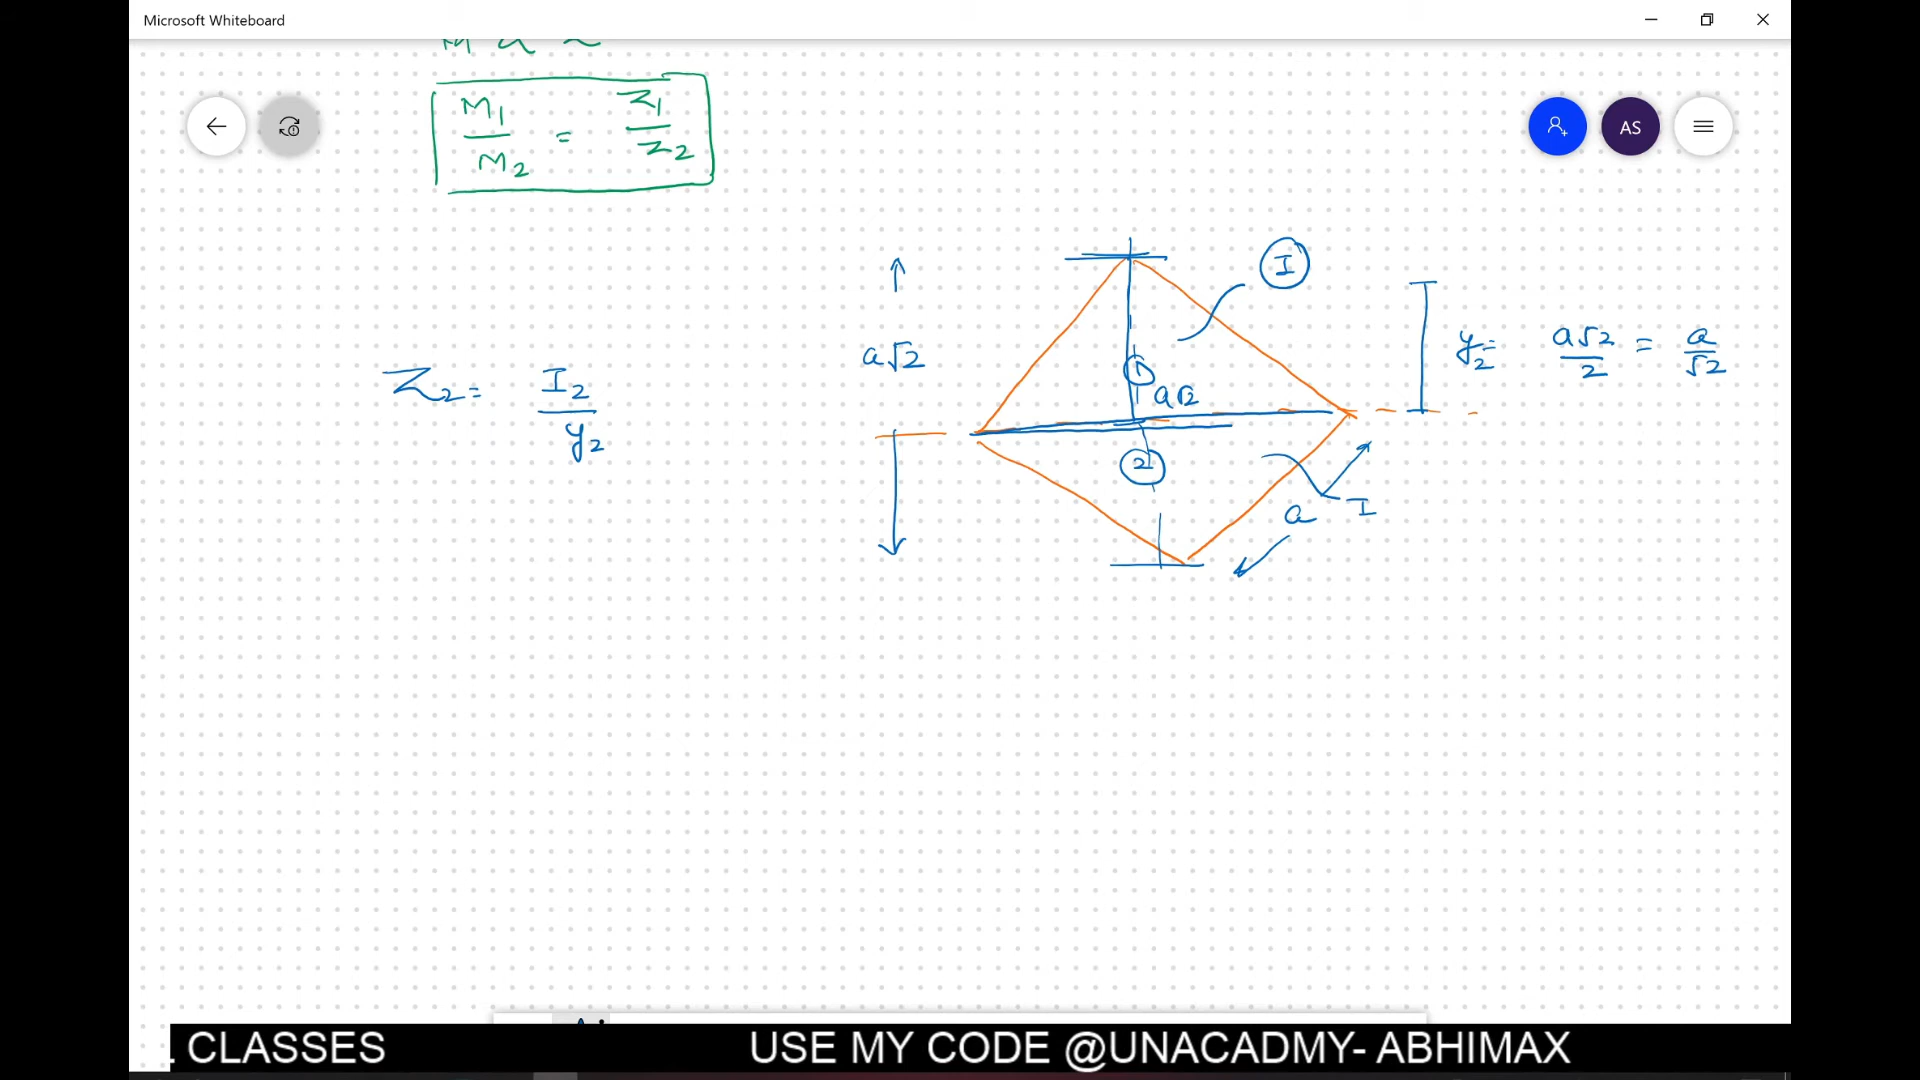 Microsoft Whiteboard
M1/M2 = Z1/Z2
AS
I
a√2
y2 = a√2/2 = a/√2
1
a√2
Z2 = I2/y2
2
a
I
. CLASSES
USE MY CODE @UNACADMY- ABHIMAX